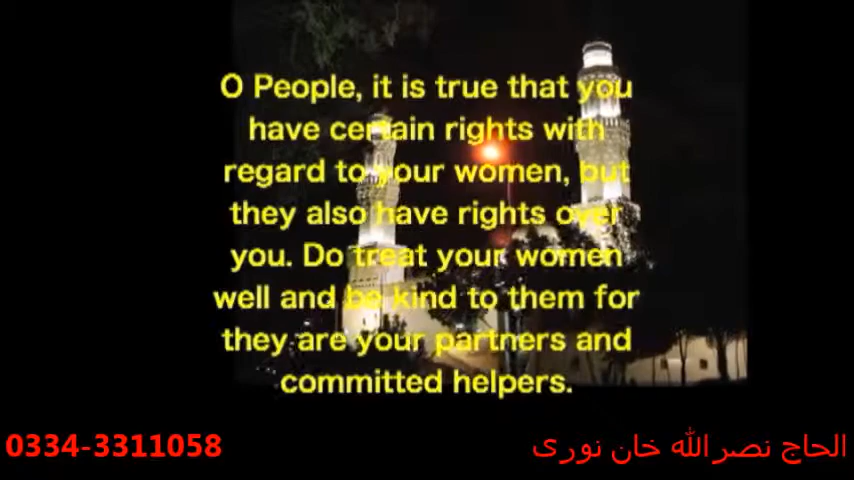 O People, it is true that you
have certain rights with
regard to your women, but
they also have rights over
you. Do treat your women
well and be kind to them for
they are your partners and
committed helpers.
0334-3311058
الحاج نصراللہ خان نوری